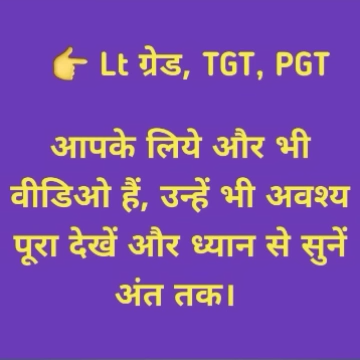 👉 Lt ग्रेड, TGT, PGT
आपके लिये और भी
वीडिओ हैं, उन्हें भी अवश्य
पूरा देखें और ध्यान से सुनें
अंत तक।